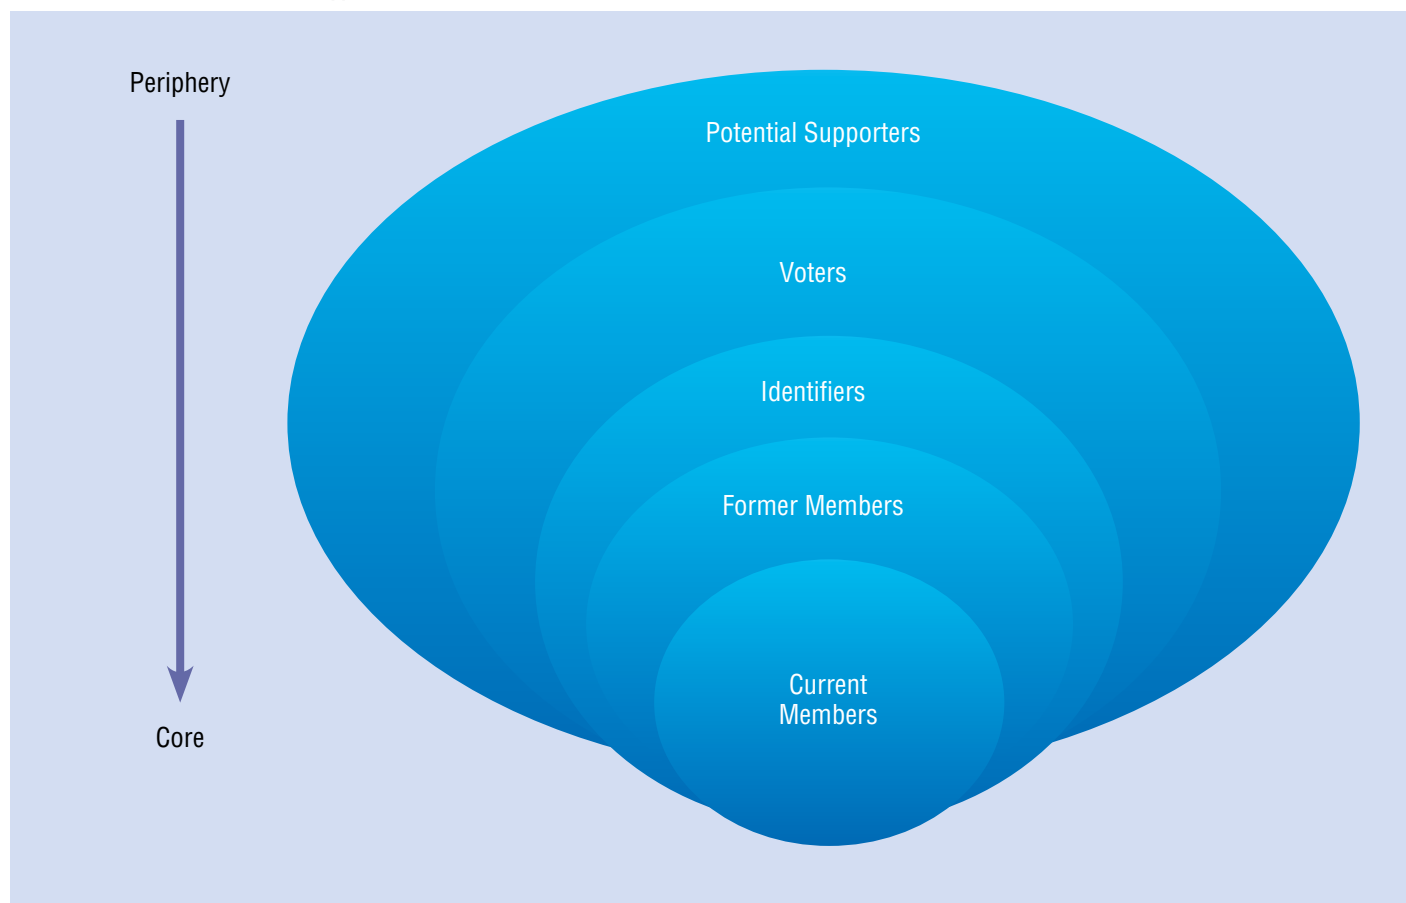 Periphery
Potential Supporters
Voters
Identifiers
Former Members
Current
Members
Core